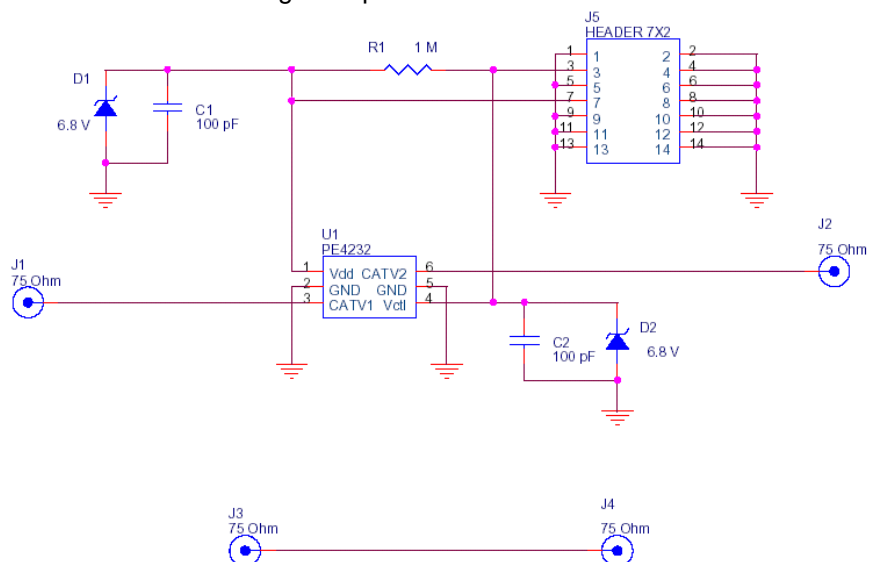 J5
HEADER 7X2
R1 1 M
1 1 2 2
3 3 4 4
5 5 6 6
7 7 8 8
9 9 10 10
11 11 12 12
13 13 14 14
D1
6.8 V
C1
100 pF
U1
PE4232
1 Vdd CATV2 6
2 GND GND 5
3 CATV1 Vctl 4
J1
75 Ohm
J2
75 Ohm
C2
100 pF
D2
6.8 V
J3
75 Ohm
J4
75 Ohm